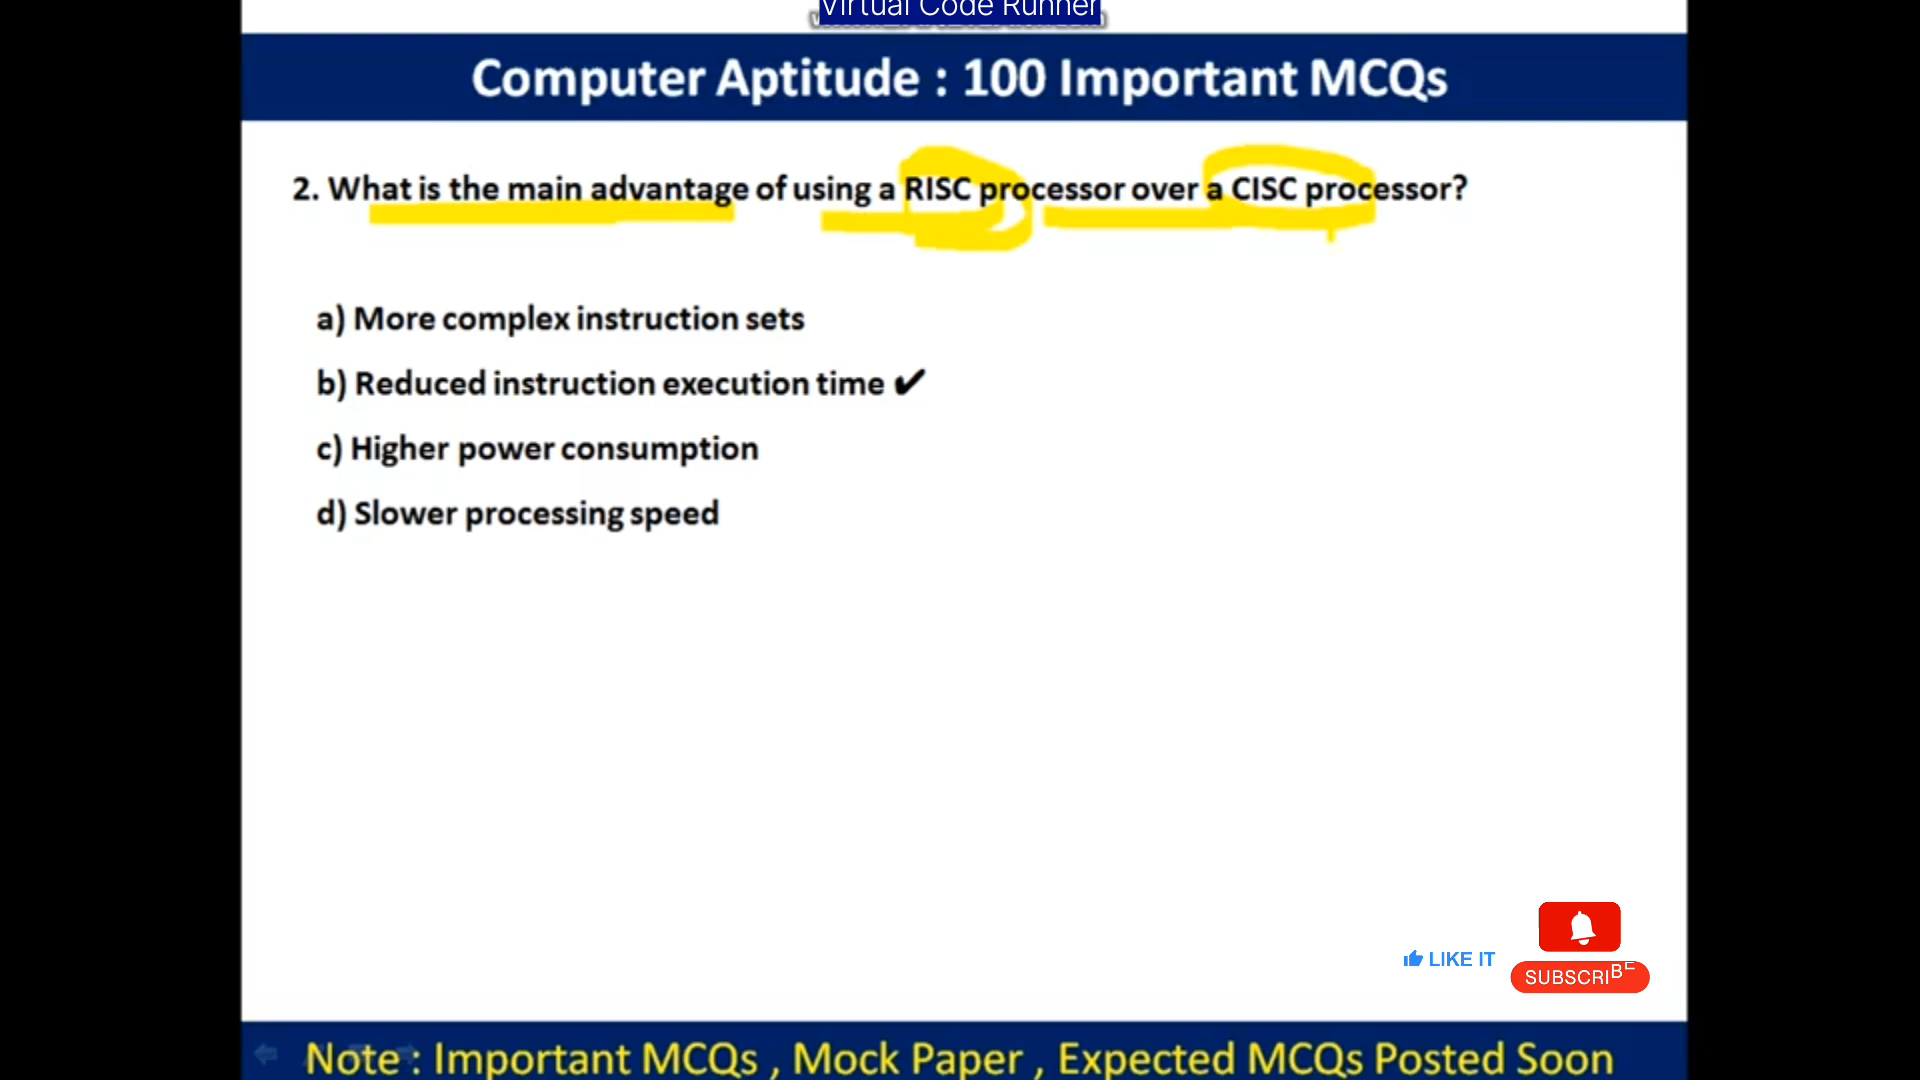 Virtual Code Runner
Computer Aptitude : 100 Important MCQs
2. What is the main advantage of using a RISC processor over a CISC processor?
a) More complex instruction sets
b) Reduced instruction execution time ✔
c) Higher power consumption
d) Slower processing speed
LIKE IT
SUBSCRIBE
Note : Important MCQs , Mock Paper , Expected MCQs Posted Soon